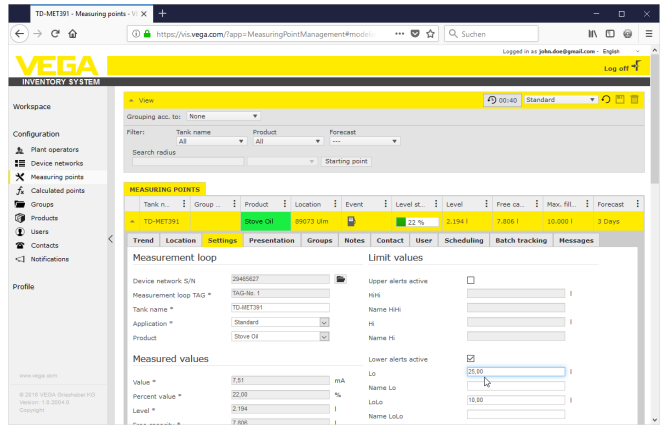 TD-MET391 - Measuring points - VI
https://vis.vega.com/?app=MeasuringPointManagement#mode=
Suchen
Logged in as john.doe@gmail.com - English
VEGA
Log off
INVENTORY SYSTEM
Workspace
Configuration
Plant operators
Device networks
Measuring points
Calculated points
Groups
Products
Users
Contacts
Notifications
Profile
www.vega.com
© 2018 VEGA Grieshaber KG
Copyright
View
00:40
Standard
Grouping acc. to: None
Filter: Tank name Product Forecast
All All ---
Search radius
Starting point
MEASURING POINTS
Tank n... Group ... Product Location Event Level st... Level Free ca... Max. fill... Forecast
TD-MET391 Stove Oil 89073 Ulm 22 % 2.194 l 7.806 l 10.000 l 3 Days
Trend Location Settings Presentation Groups Notes Contact User Scheduling Batch tracking Messages
Measurement loop Limit values
Device network S/N 29465827 Upper alerts active
Measurement loop TAG * TAG-No. 1 HiHi l
Tank name * TD-MET391 Name HiHi
Application * Standard Hi l
Product Stove Oil Name Hi
Measured values Lower alerts active
Lo 25,00 l
Value * 7,51 mA Name Lo
Percent value * 22,00 % LoLo 10,00 l
Level * 2.194 l Name LoLo
Free capacity * 7.806 l